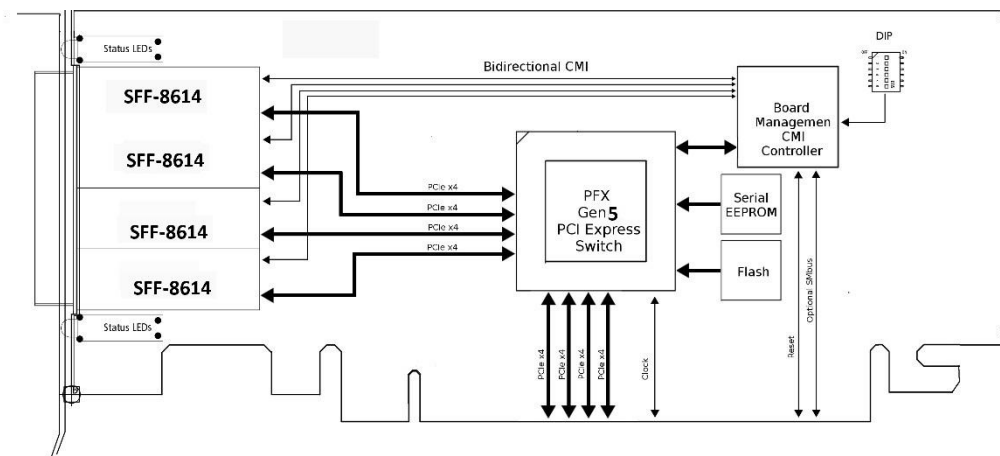 Status LEDs
SFF-8614
SFF-8614
SFF-8614
SFF-8614
Status LEDs
Bidirectional CMI
DIP
Board
Managemen
CMI
Controller
PCIe x4
PCIe x4
PCIe x4
PCIe x4
PFX
Gen5
PCI Express
Switch
Serial
EEPROM
Flash
PCIe x4
PCIe x4
PCIe x4
PCIe x4
Clock
Reset
Optional SMbus